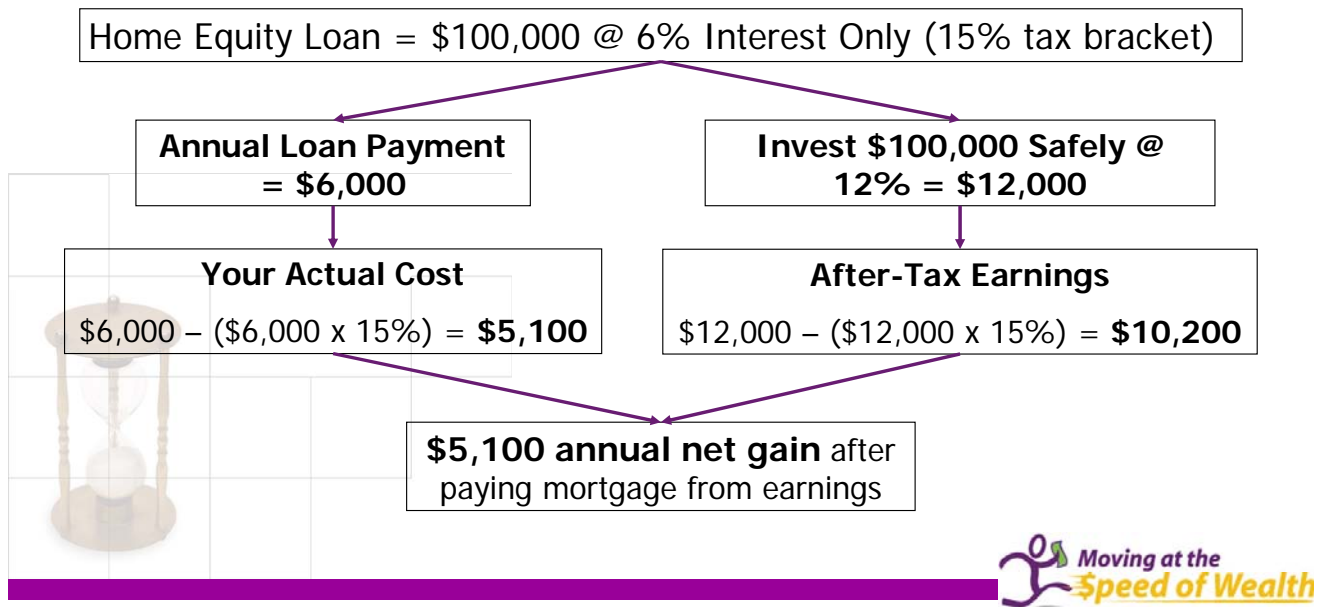 Home Equity Loan = $100,000 @ 6% Interest Only (15% tax bracket)
Annual Loan Payment
= $6,000
Invest $100,000 Safely @
12% = $12,000
Your Actual Cost
$6,000 – ($6,000 x 15%) = $5,100
After-Tax Earnings
$12,000 – ($12,000 x 15%) = $10,200
$5,100 annual net gain after
paying mortgage from earnings
Moving at the
$peed of Wealth